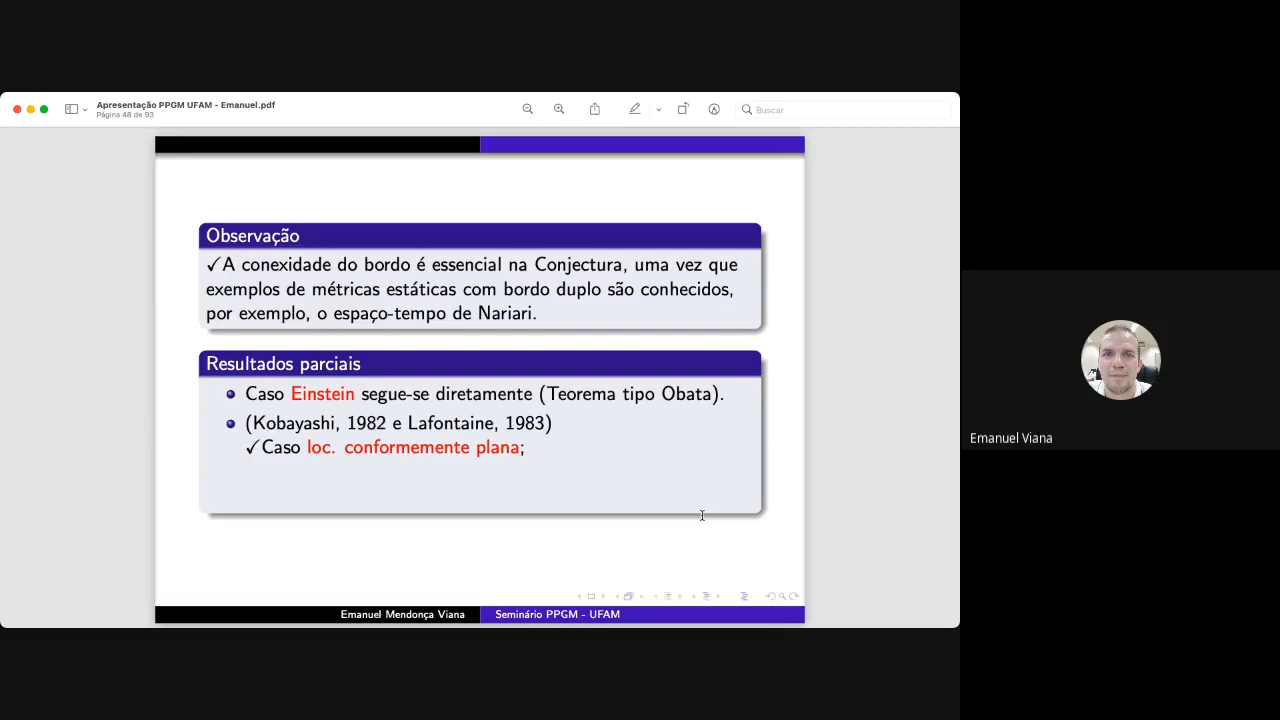 Apresentação PPGM UFAM - Emanuel.pdf
Página 48 de 93
Buscar
Observação
✓A conexidade do bordo é essencial na Conjectura, uma vez que
exemplos de métricas estáticas com bordo duplo são conhecidos,
por exemplo, o espaço-tempo de Nariari.
Resultados parciais
Caso Einstein segue-se diretamente (Teorema tipo Obata).
(Kobayashi, 1982 e Lafontaine, 1983)
✓Caso loc. conformemente plana;
Emanuel Mendonça Viana
Seminário PPGM - UFAM
Emanuel Viana